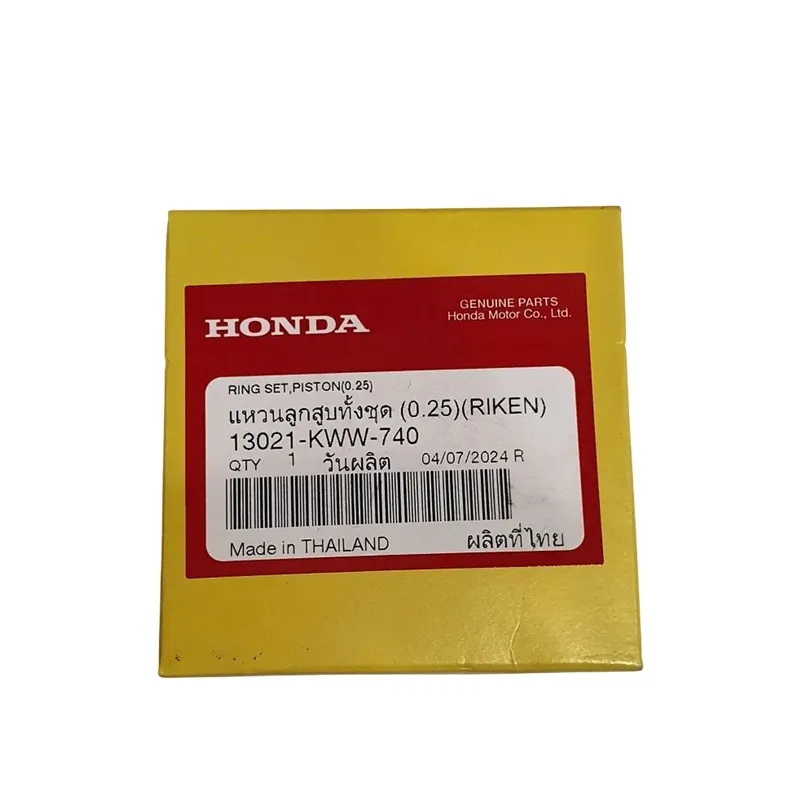 HONDA
GENUINE PARTS
Honda Motor Co., Ltd.
RING SET,PISTON(0.25)
แหวนลูกสูบทั้งชุด (0.25)(RIKEN)
13021-KWW-740
QTY 1 วันผลิต 04/07/2024 R
Made in THAILAND ผลิตที่ไทย